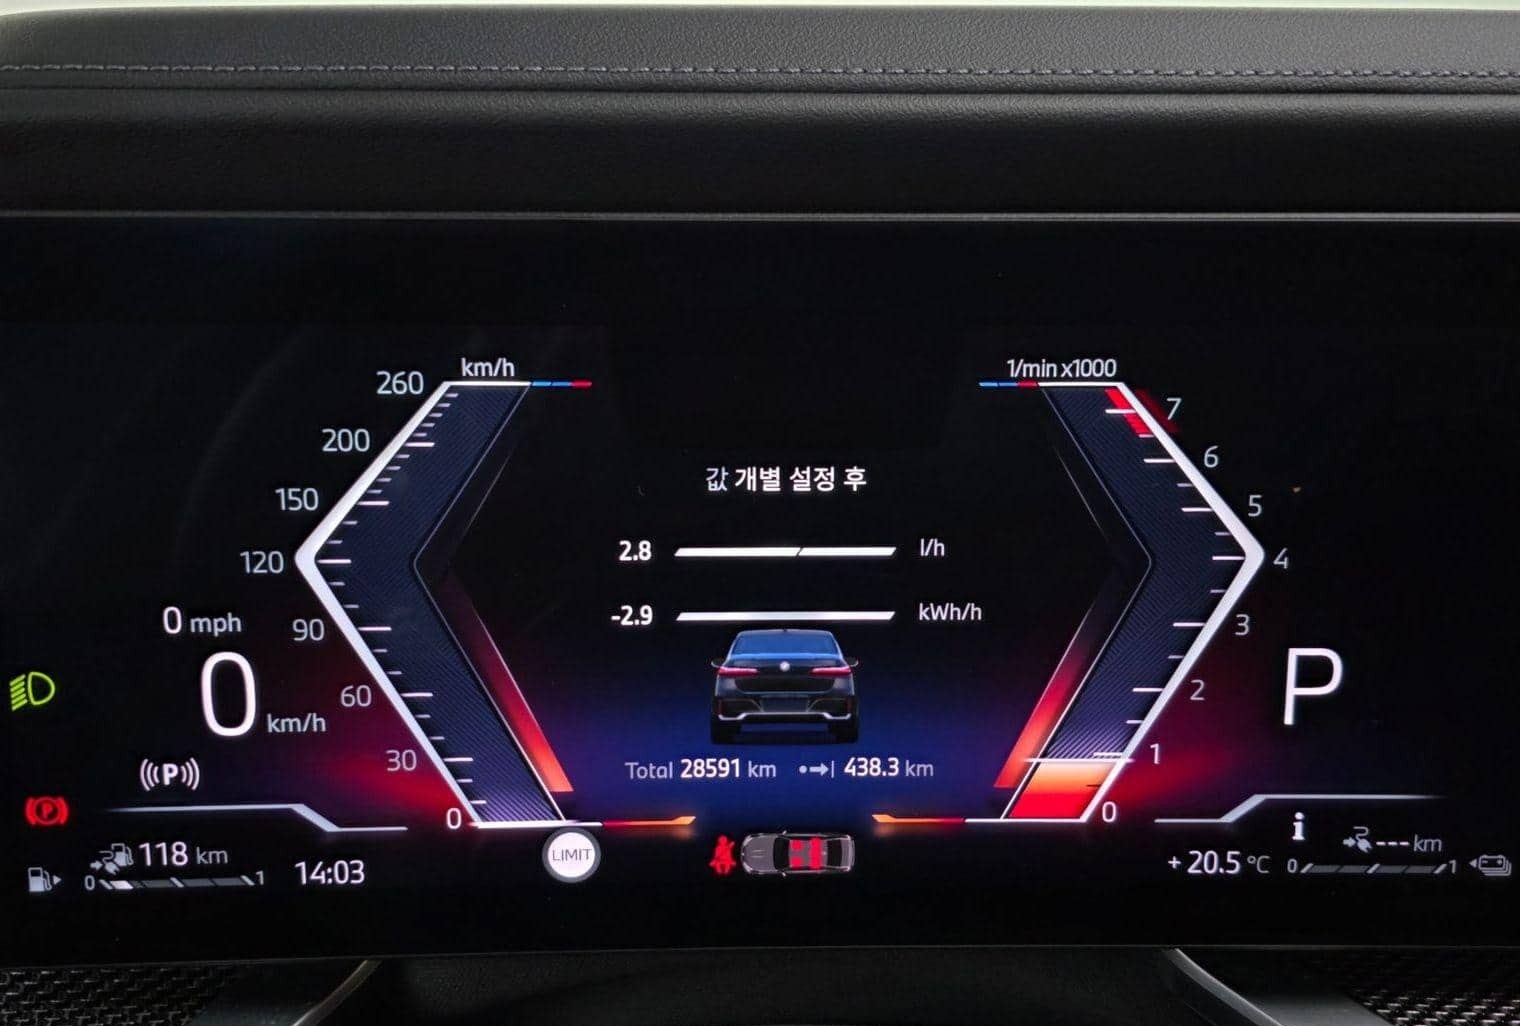 km/h
260
200
150
120
90
60
30
0
0 mph
0 km/h
((P))
(P)
118 km
0 1
14:03
LIMIT
값 개별 설정 후
2.8 l/h
-2.9 kWh/h
Total 28591 km 438.3 km
1/min x1000
7
6
5
4
3
2
1
0
P
i
--- km
+20.5 °C
0 1